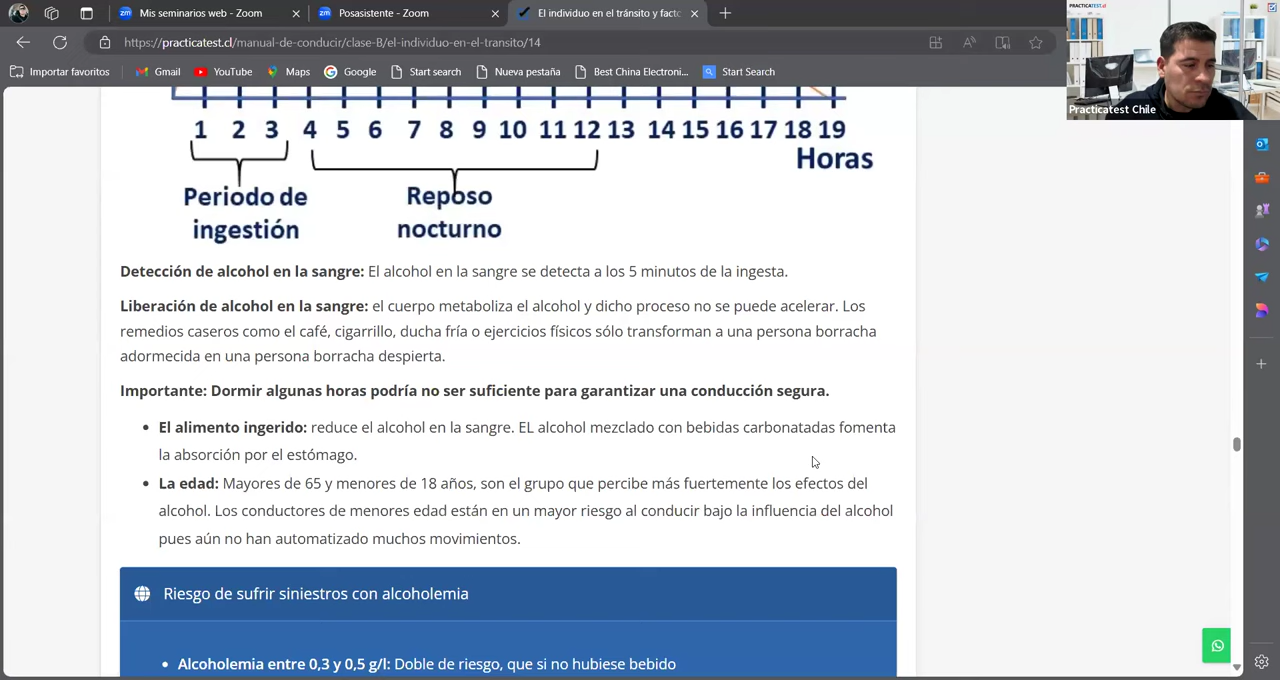 Mis seminarios web - Zoom
Posasistente - Zoom
El individuo en el tránsito y facto
https://practicatest.cl/manual-de-conducir/clase-B/el-individuo-en-el-transito/14
Importar favoritos
Gmail
YouTube
Maps
Google
Start search
Nueva pestaña
Best China Electroni...
Start Search
PRACTICATEST.cl
Practicatest Chile
1 2 3 4 5 6 7 8 9 10 11 12 13 14 15 16 17 18 19
Horas
Periodo de
ingestión
Reposo
nocturno
Detección de alcohol en la sangre: El alcohol en la sangre se detecta a los 5 minutos de la ingesta.
Liberación de alcohol en la sangre: el cuerpo metaboliza el alcohol y dicho proceso no se puede acelerar. Los
remedios caseros como el café, cigarrillo, ducha fría o ejercicios físicos sólo transforman a una persona borracha
adormecida en una persona borracha despierta.
Importante: Dormir algunas horas podría no ser suficiente para garantizar una conducción segura.
• El alimento ingerido: reduce el alcohol en la sangre. EL alcohol mezclado con bebidas carbonatadas fomenta
la absorción por el estómago.
• La edad: Mayores de 65 y menores de 18 años, son el grupo que percibe más fuertemente los efectos del
alcohol. Los conductores de menores edad están en un mayor riesgo al conducir bajo la influencia del alcohol
pues aún no han automatizado muchos movimientos.
Riesgo de sufrir siniestros con alcoholemia
• Alcoholemia entre 0,3 y 0,5 g/l: Doble de riesgo, que si no hubiese bebido